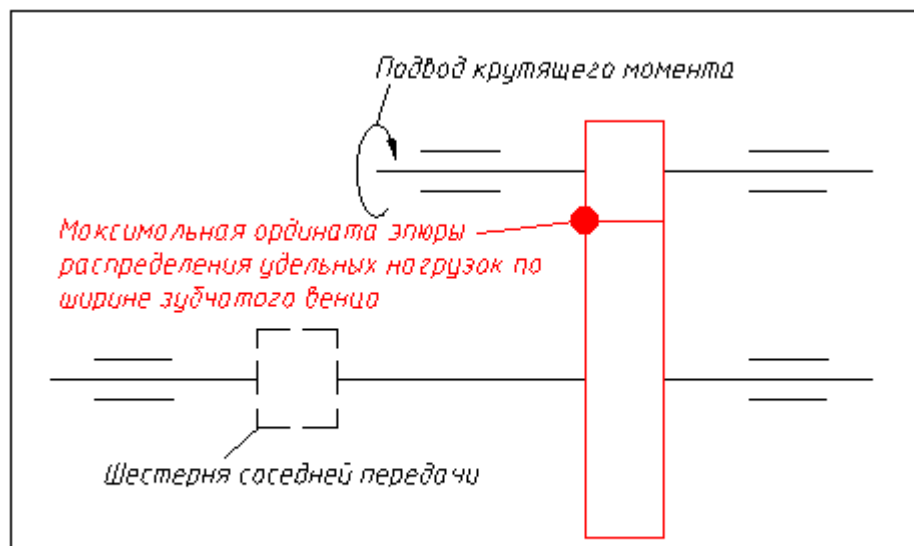 Подвод крутящего момента
Максимальная ордината эпюры
распределения удельных нагрузок по
ширине зубчатого венца
Шестерня соседней передачи